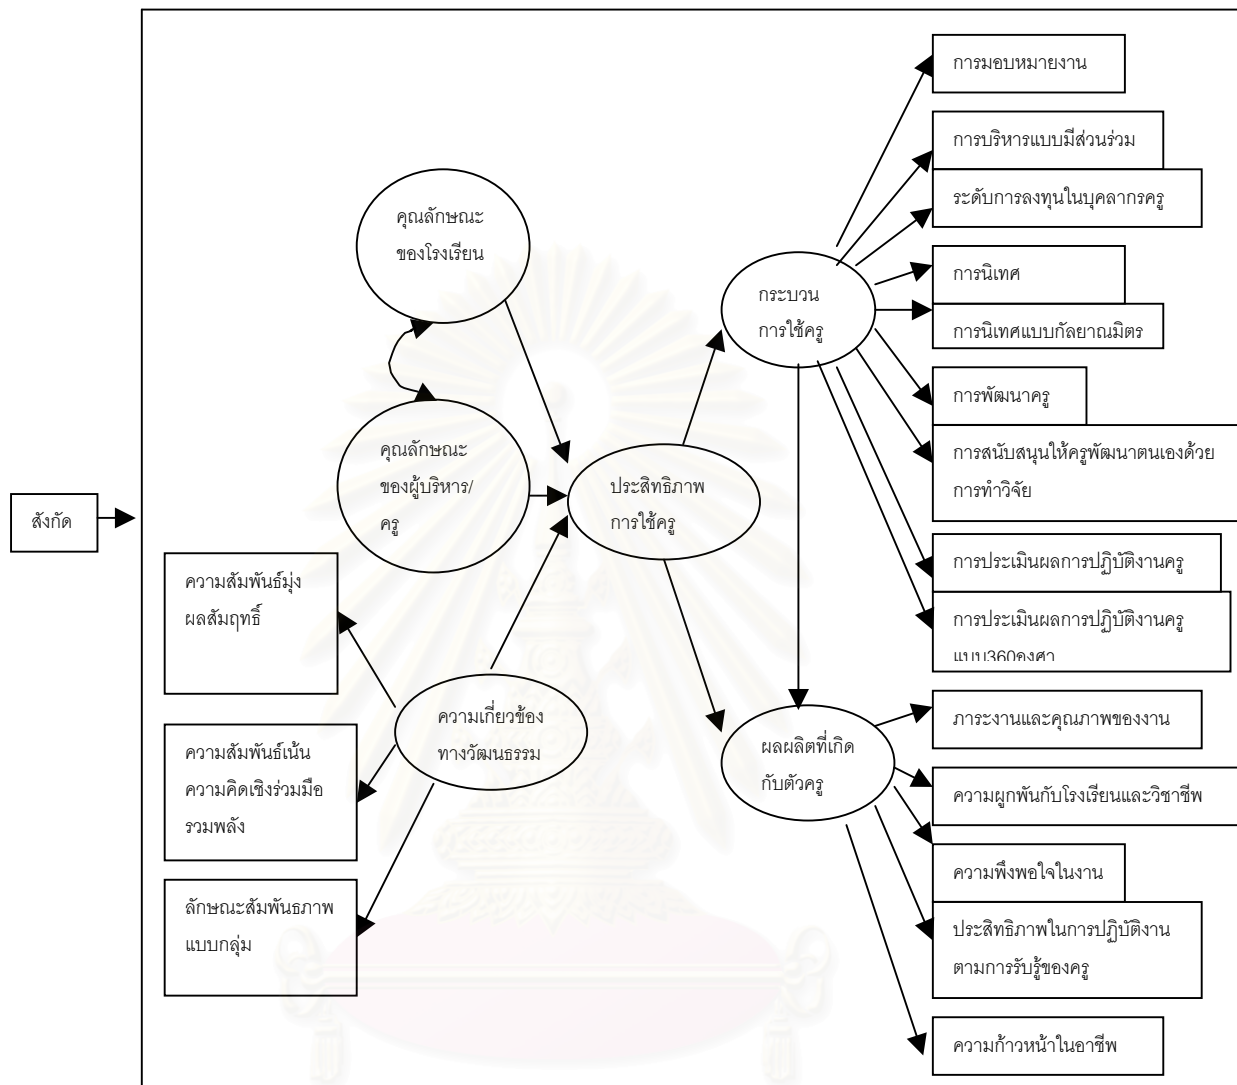 สังกัด
คุณลักษณะ
ของโรงเรียน
คุณลักษณะ
ของผู้บริหาร/
ครู
ความสัมพันธ์มุ่ง
ผลสัมฤทธิ์
ความสัมพันธ์เน้น
ความคิดเชิงร่วมมือ
รวมพลัง
ลักษณะสัมพันธภาพ
แบบกลุ่ม
ความเกี่ยวข้อง
ทางวัฒนธรรม
ประสิทธิภาพ
การใช้ครู
กระบวน
การใช้ครู
ผลผลิตที่เกิด
กับตัวครู
การมอบหมายงาน
การบริหารแบบมีส่วนร่วม
ระดับการลงทุนในบุคลากรครู
การนิเทศ
การนิเทศแบบกัลยาณมิตร
การพัฒนาครู
การสนับสนุนให้ครูพัฒนาตนเองด้วย
การทำวิจัย
การประเมินผลการปฏิบัติงานครู
การประเมินผลการปฏิบัติงานครู
แบบ360องศา
ภาระงานและคุณภาพของงาน
ความผูกพันกับโรงเรียนและวิชาชีพ
ความพึงพอใจในงาน
ประสิทธิภาพในการปฏิบัติงาน
ตามการรับรู้ของครู
ความก้าวหน้าในอาชีพ